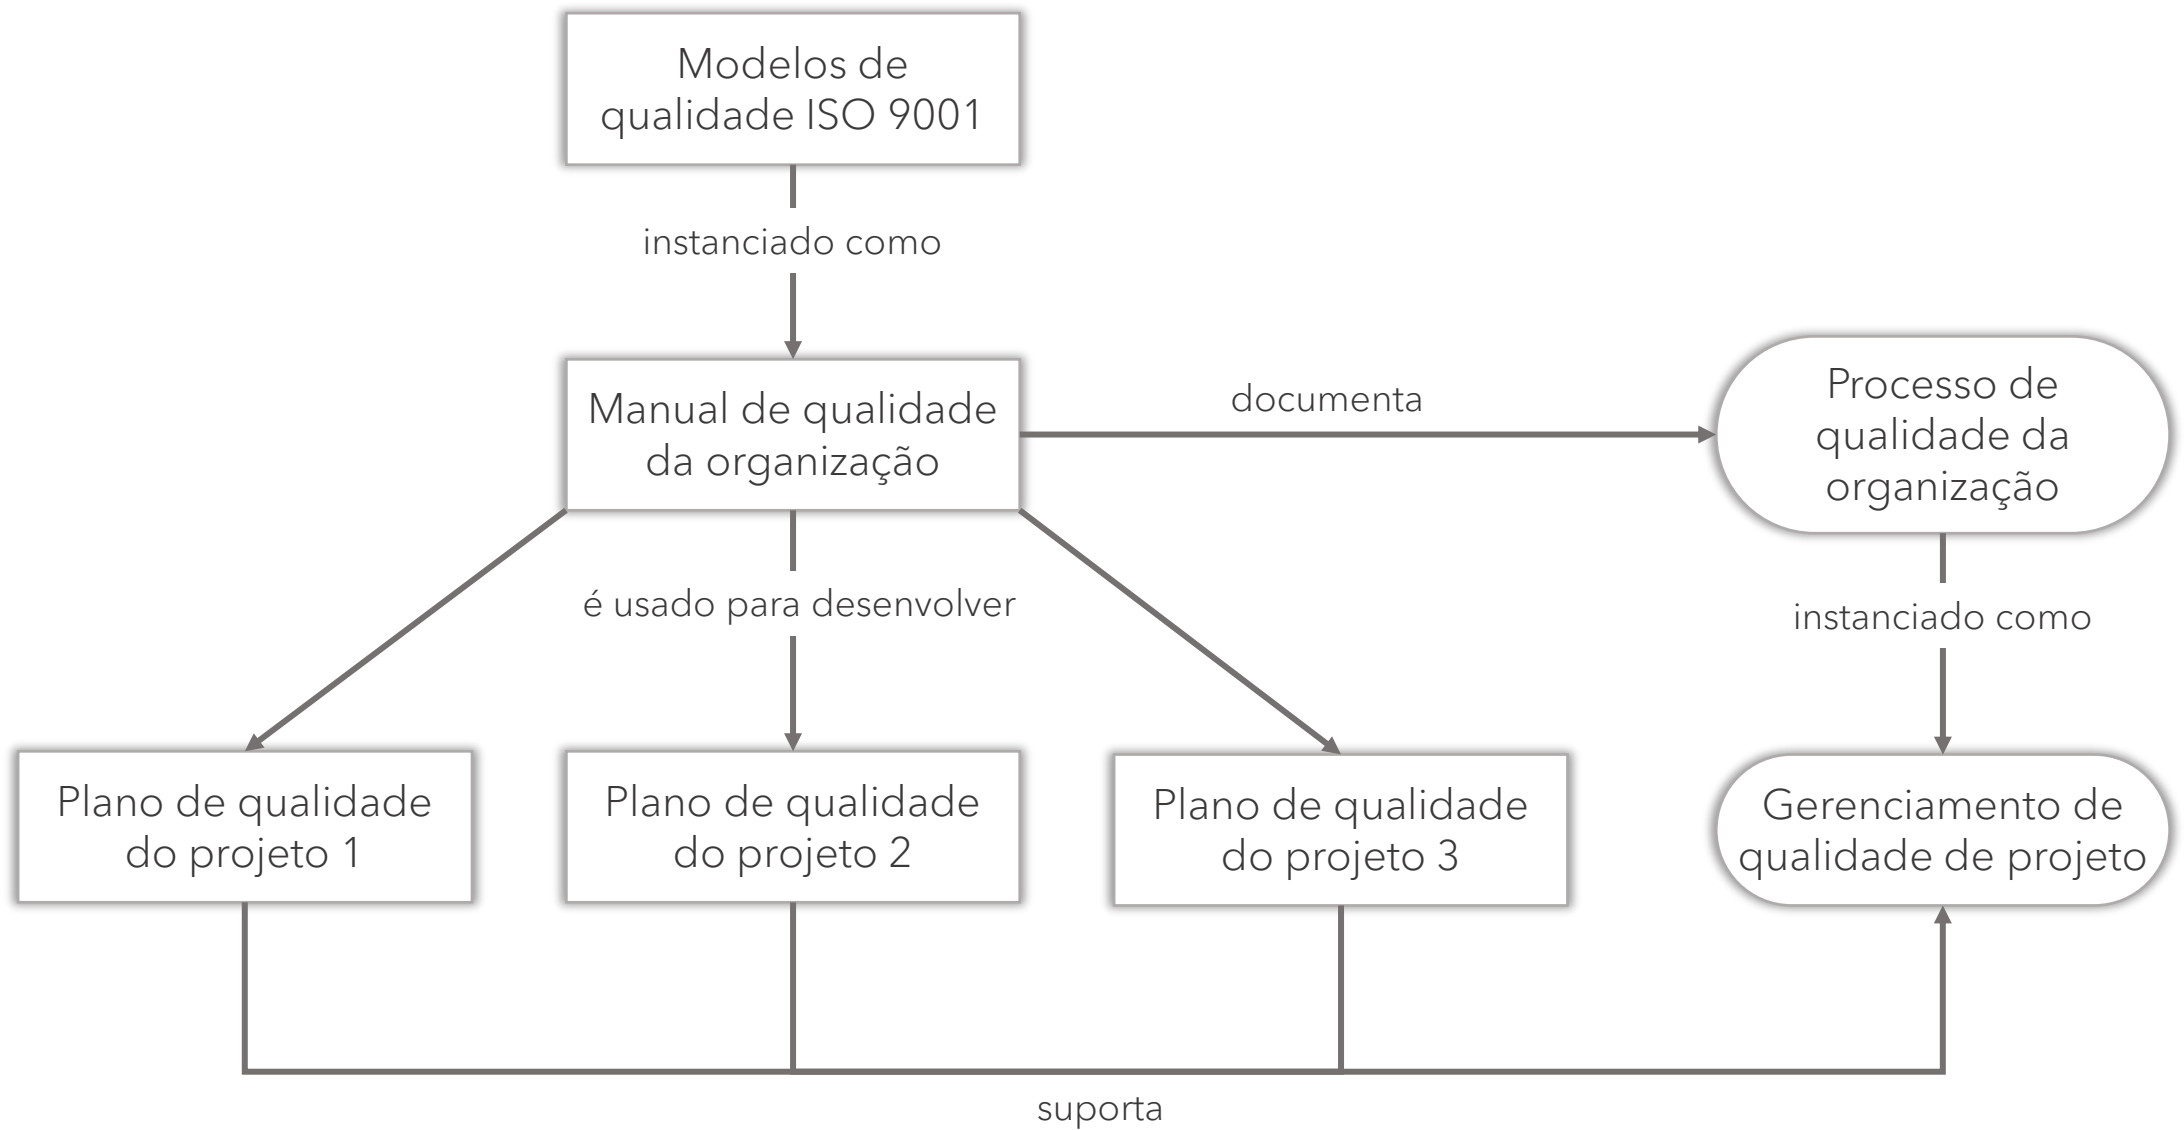 Modelos de
qualidade ISO 9001
instanciado como
Manual de qualidade
da organização
documenta
Processo de
qualidade da
organização
é usado para desenvolver
instanciado como
Plano de qualidade
do projeto 1
Plano de qualidade
do projeto 2
Plano de qualidade
do projeto 3
Gerenciamento de
qualidade de projeto
suporta